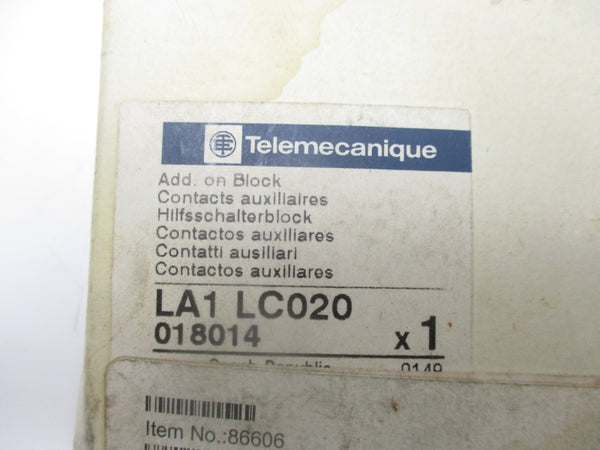 Telemecanique
Add. on Block
Contacts auxiliaires
Hilfsschalterblock
Contactos auxiliares
Contatti ausiliari
Contactos auxiliares
LA1 LC020
018014 x 1
Republic 0149
Item No.:86606